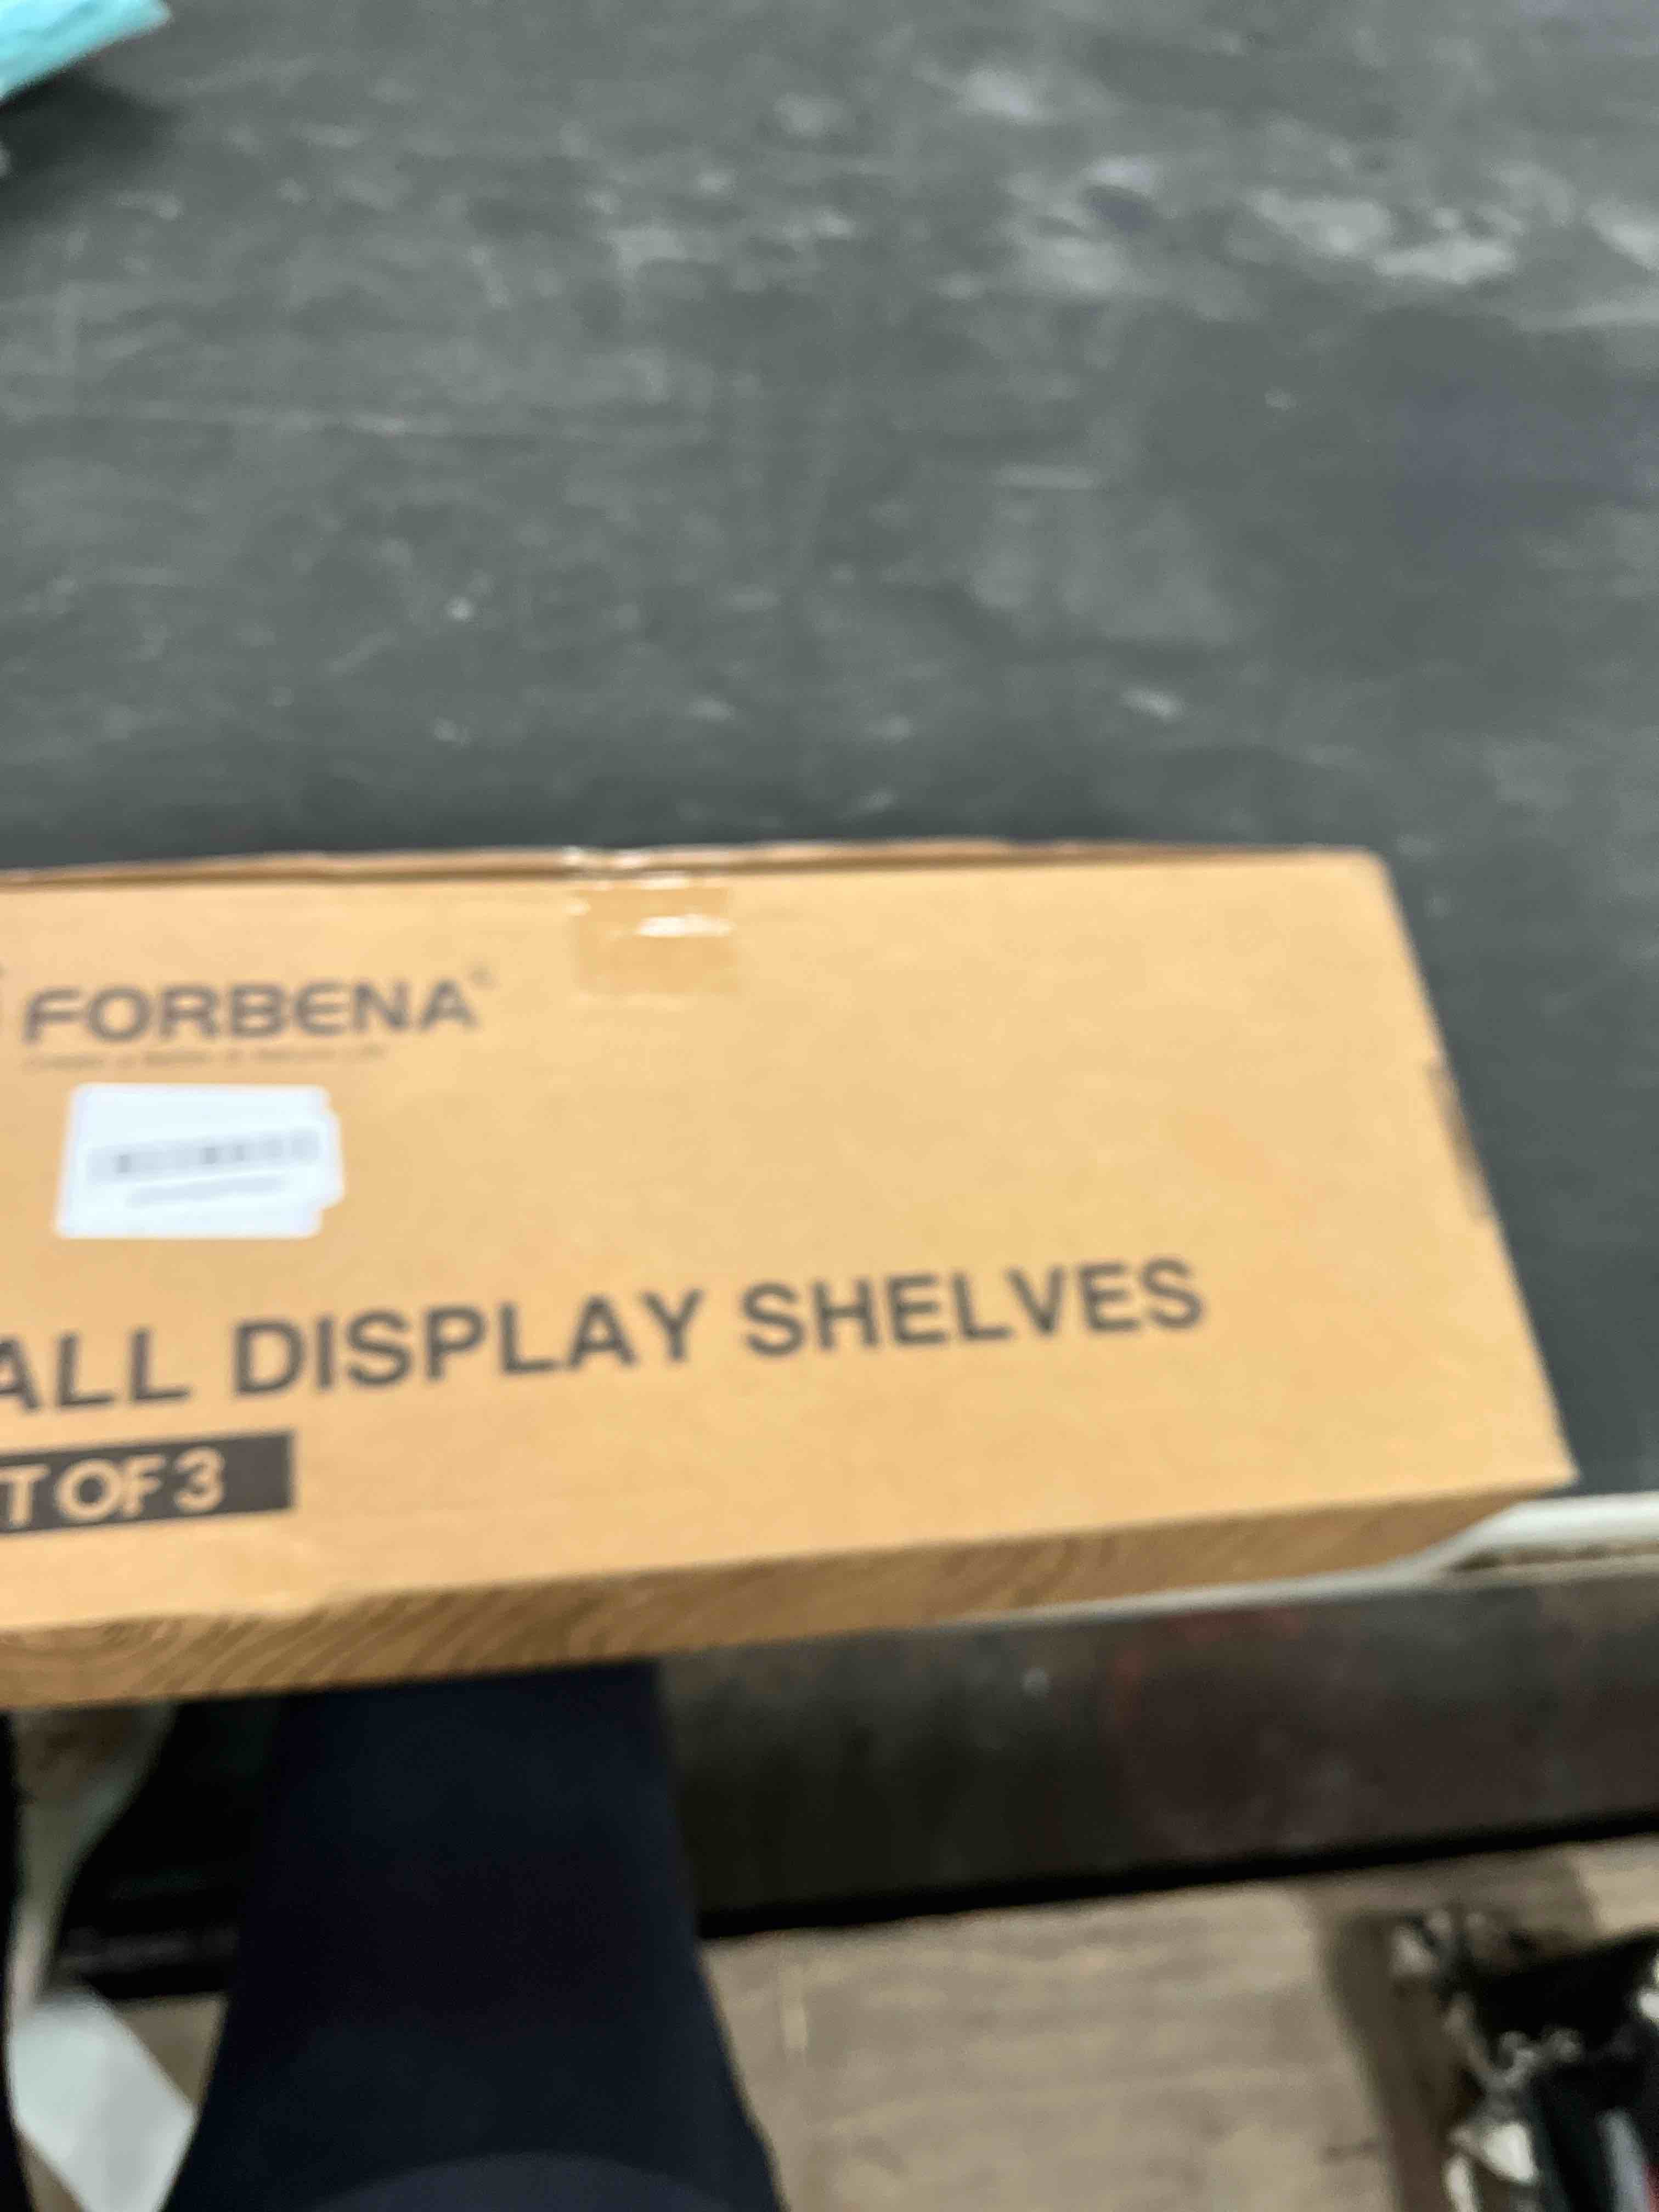 FORBENA
ALL DISPLAY SHELVES
T OF 3